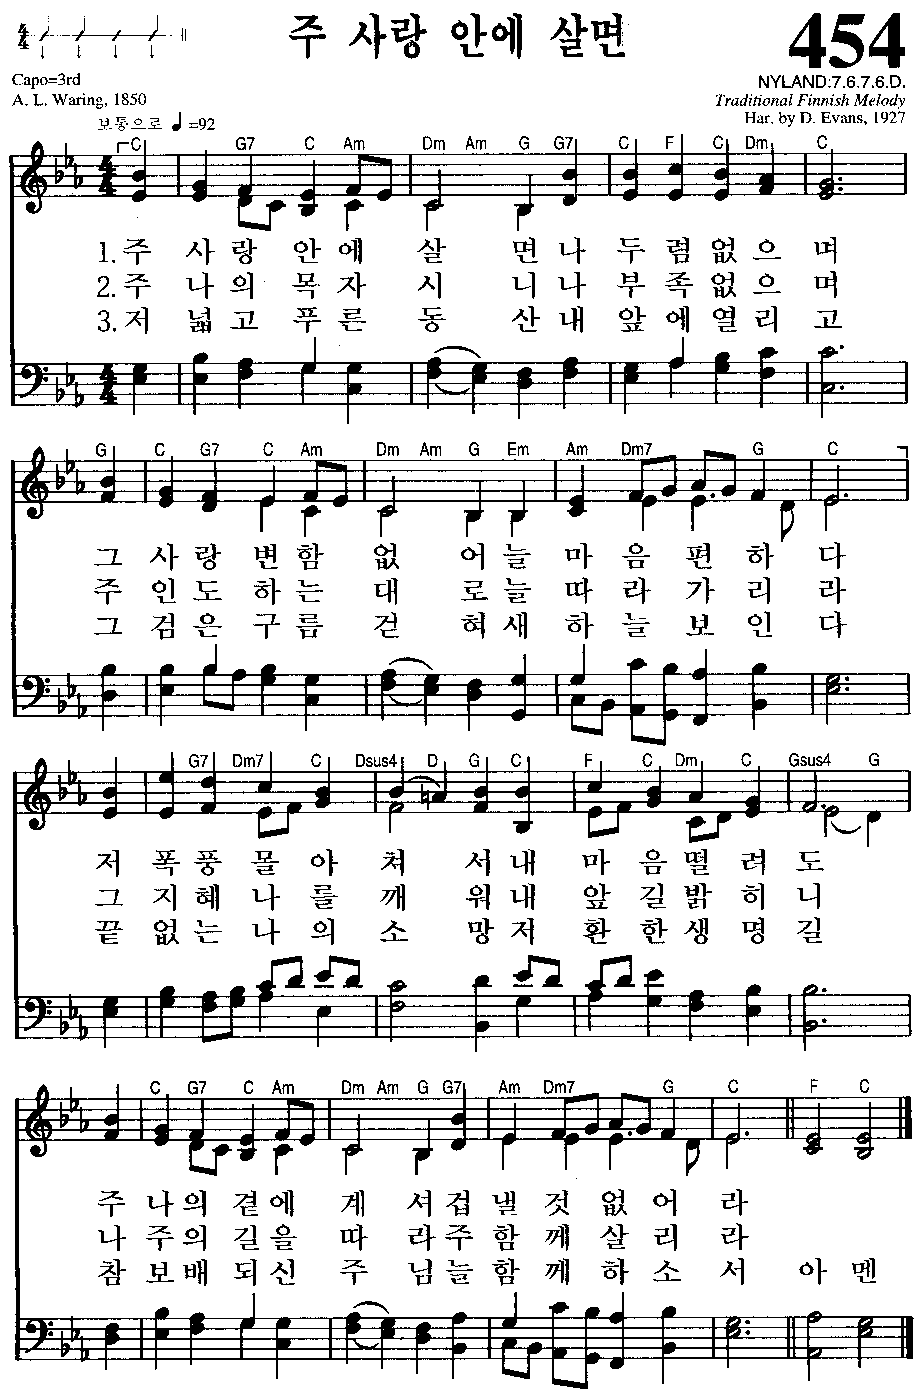 주 사랑 안에 살면
454
Capo=3rd
NYLAND:7.6.7.6.D.
A. L. Waring, 1850
Traditional Finnish Melody
Har. by D. Evans, 1927
보통으로 ♩=92
C G7 C Am Dm Am G G7 C F C Dm C
1.주 사랑 안에 살 면나 두렴없으며
2.주 나의 목자 시 니나 부족없으며
3.저 넓고 푸른 동 산내 앞에열리고
G C G7 C Am Dm Am G Em Am Dm7 G C
그 사랑 변함 없 어늘 마음 편하다
주 인도 하는 대 로늘 따라 가리라
그 검은 구름 걷 혀새 하늘 보인다
G7 Dm7 C Dsus4 D G C F C Dm C Gsus4 G
저 폭풍 몰아 쳐 서내 마음떨려도
그 지혜 나를 깨 워내 앞길밝히니
끝 없는 나의 소 망저 환한생명길
C G7 C Am Dm Am G G7 Am Dm7 G C F C
주 나의 곁에 계 셔겁낼것 없어라
나 주의 길을 따 라주함께 살리라
참 보배 되신 주 님늘함께 하소서 아멘